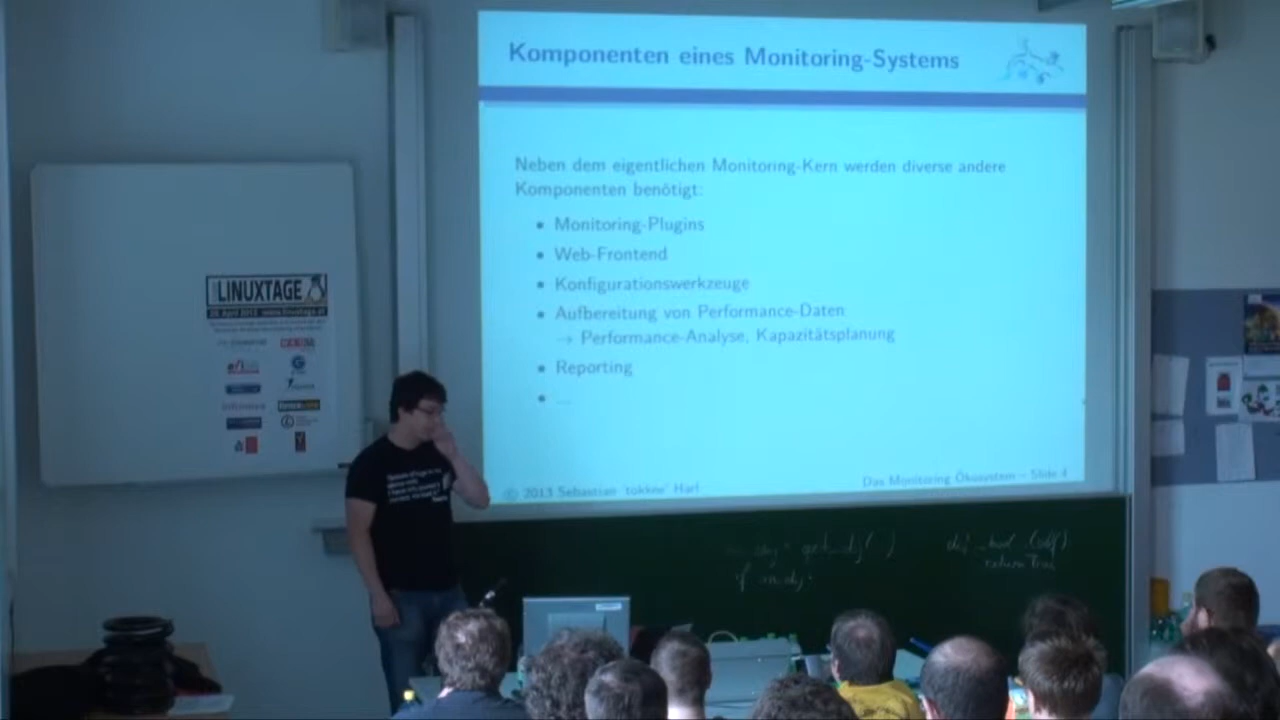 Komponenten eines Monitoring-Systems
Neben dem eigentlichen Monitoring-Kern werden diverse andere
Komponenten benötigt:
• Monitoring-Plugins
• Web-Frontend
• Konfigurationswerkzeuge
• Aufbereitung von Performance-Daten
→ Performance-Analyse, Kapazitätsplanung
• Reporting
• ...
© 2013 Sebastian 'tokkee' Harl
Das Monitoring Ökosystem – Slide 4
LINUXTAGE